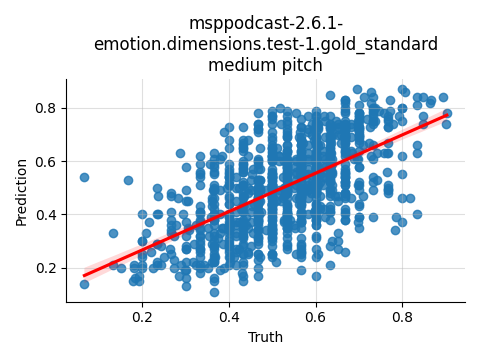 msppodcast-2.6.1-
emotion.dimensions.test-1.gold_standard
medium pitch
Prediction
0.8
0.6
0.4
0.2
0.2 0.4 0.6 0.8
Truth